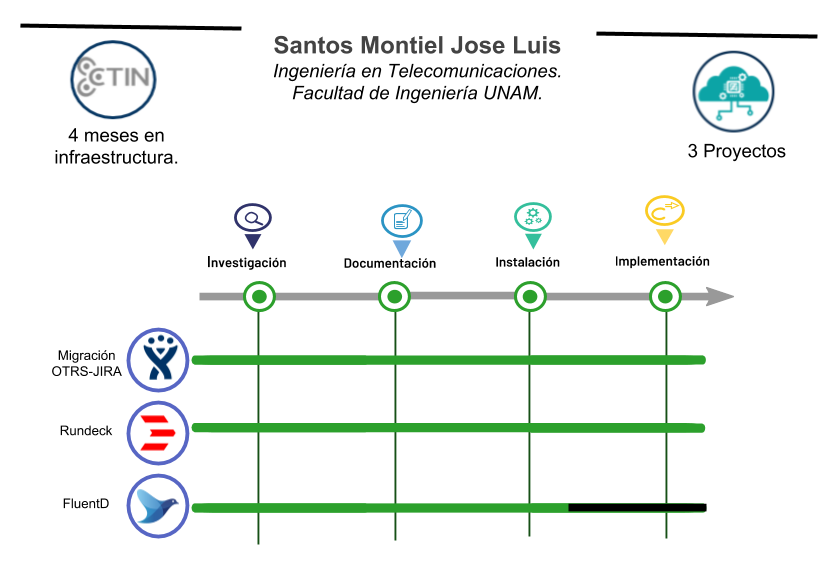 Santos Montiel Jose Luis
Ingeniería en Telecomunicaciones.
Facultad de Ingeniería UNAM.
CTIN
4 meses en
infraestructura.
3 Proyectos
Investigación
Documentación
Instalación
Implementación
Migración
OTRS-JIRA
Rundeck
FluentD